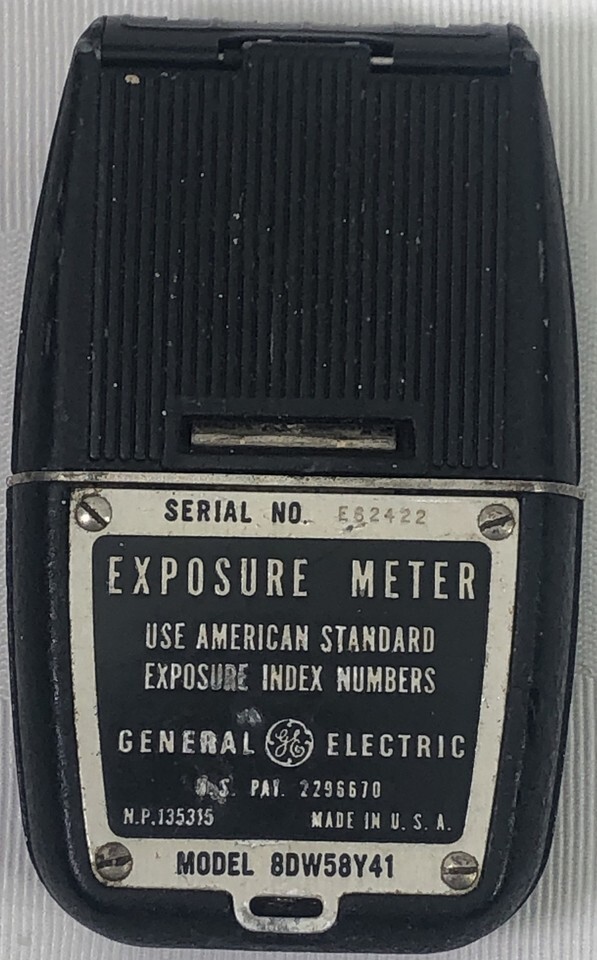 SERIAL NO. E62422
EXPOSURE METER
USE AMERICAN STANDARD
EXPOSURE INDEX NUMBERS
GENERAL GE ELECTRIC
U.S. PAT. 2296670
N.P.135315 MADE IN U.S.A.
MODEL 8DW58Y41